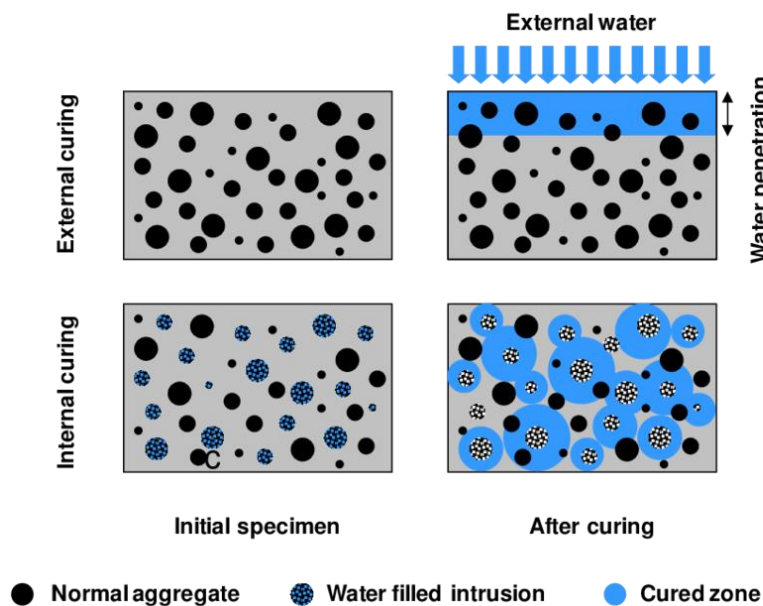 External water
External curing
Water penetration
Internal curing
C
Initial specimen
After curing
Normal aggregate
Water filled intrusion
Cured zone